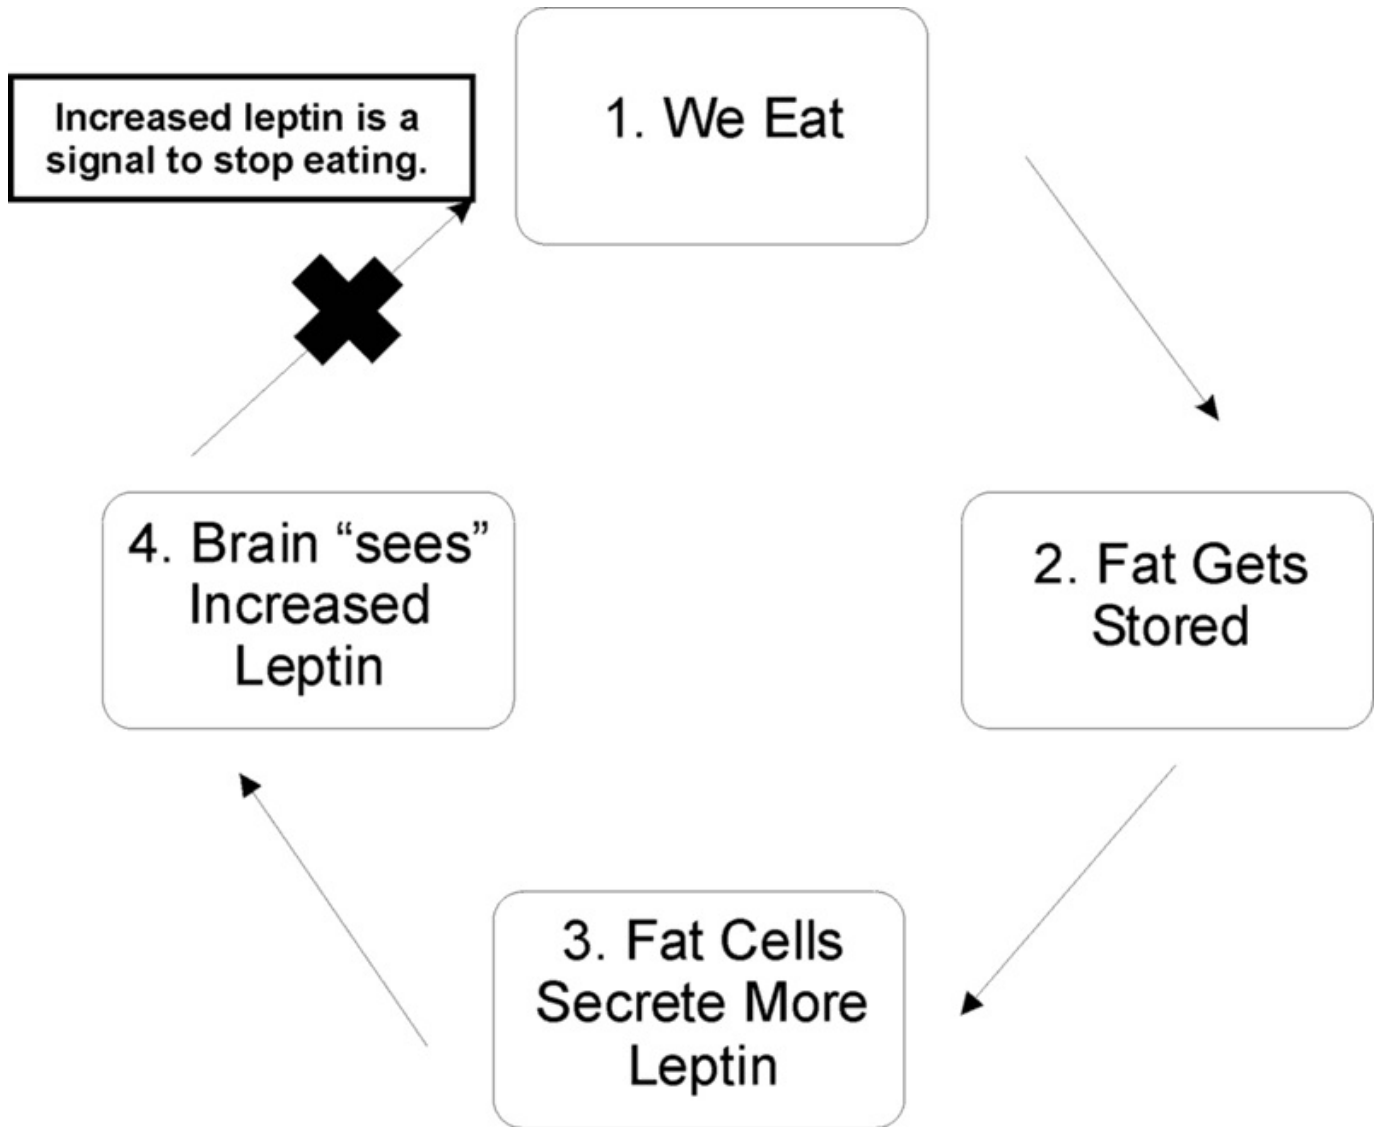 Increased leptin is a
signal to stop eating.
1. We Eat
2. Fat Gets
Stored
3. Fat Cells
Secrete More
Leptin
4. Brain “sees”
Increased
Leptin